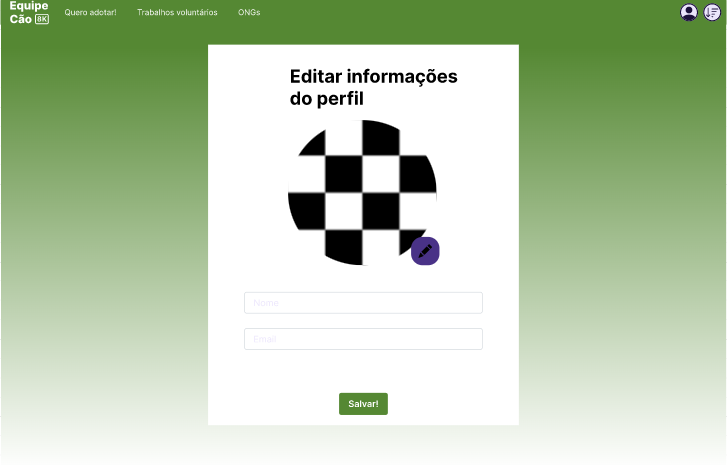 Equipe
Cão 8K
Quero adotar!
Trabalhos voluntários
ONGs
Editar informações
do perfil
Nome
Email
Salvar!